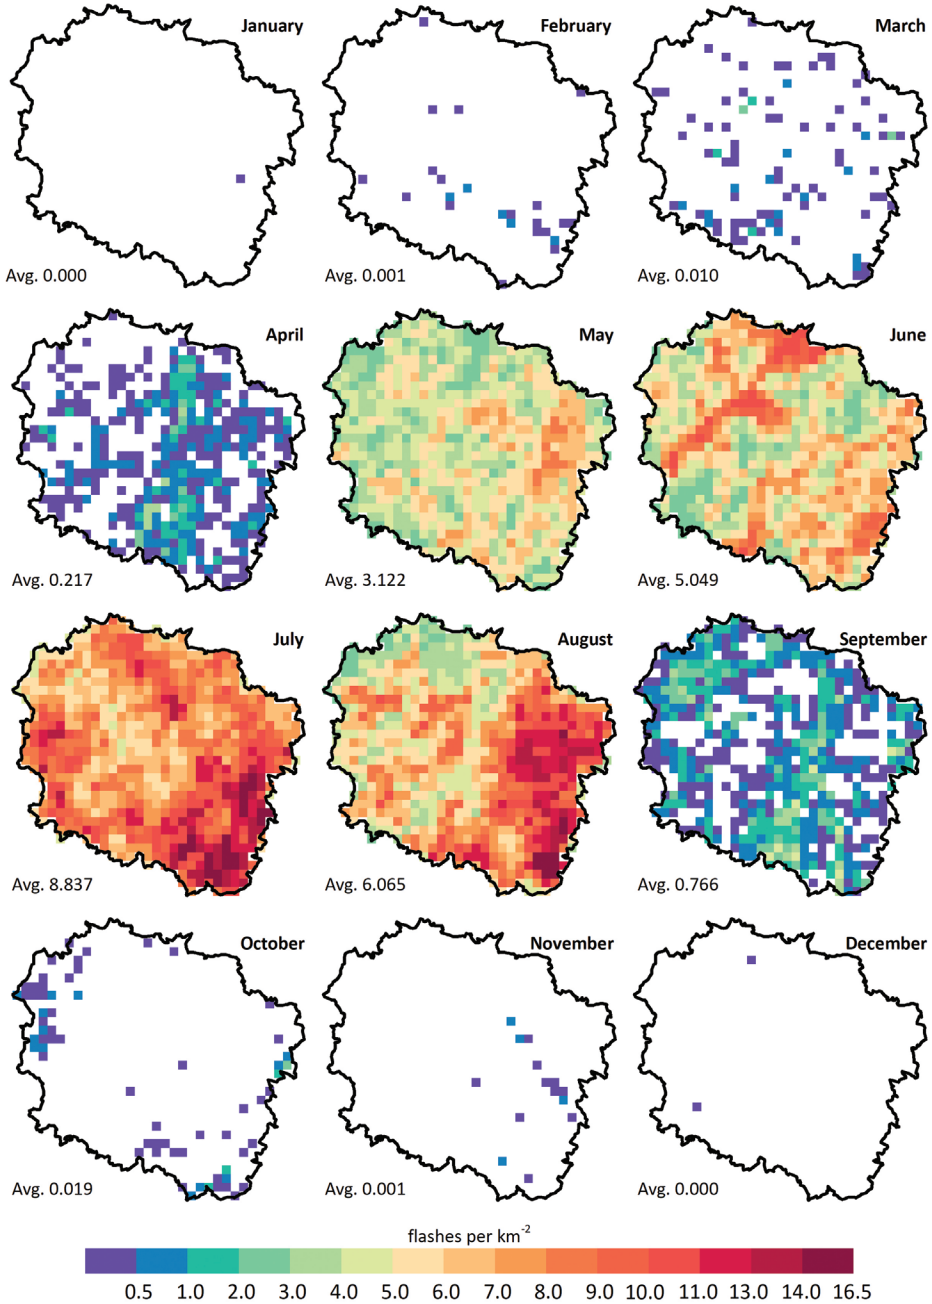 January
Avg. 0.000
February
Avg. 0.001
March
Avg. 0.010
April
Avg. 0.217
May
Avg. 3.122
June
Avg. 5.049
July
Avg. 8.837
August
Avg. 6.065
September
Avg. 0.766
October
Avg. 0.019
November
Avg. 0.001
December
Avg. 0.000
flashes per km⁻²
0.5 1.0 2.0 3.0 4.0 5.0 6.0 7.0 8.0 9.0 10.0 11.0 13.0 14.0 16.5